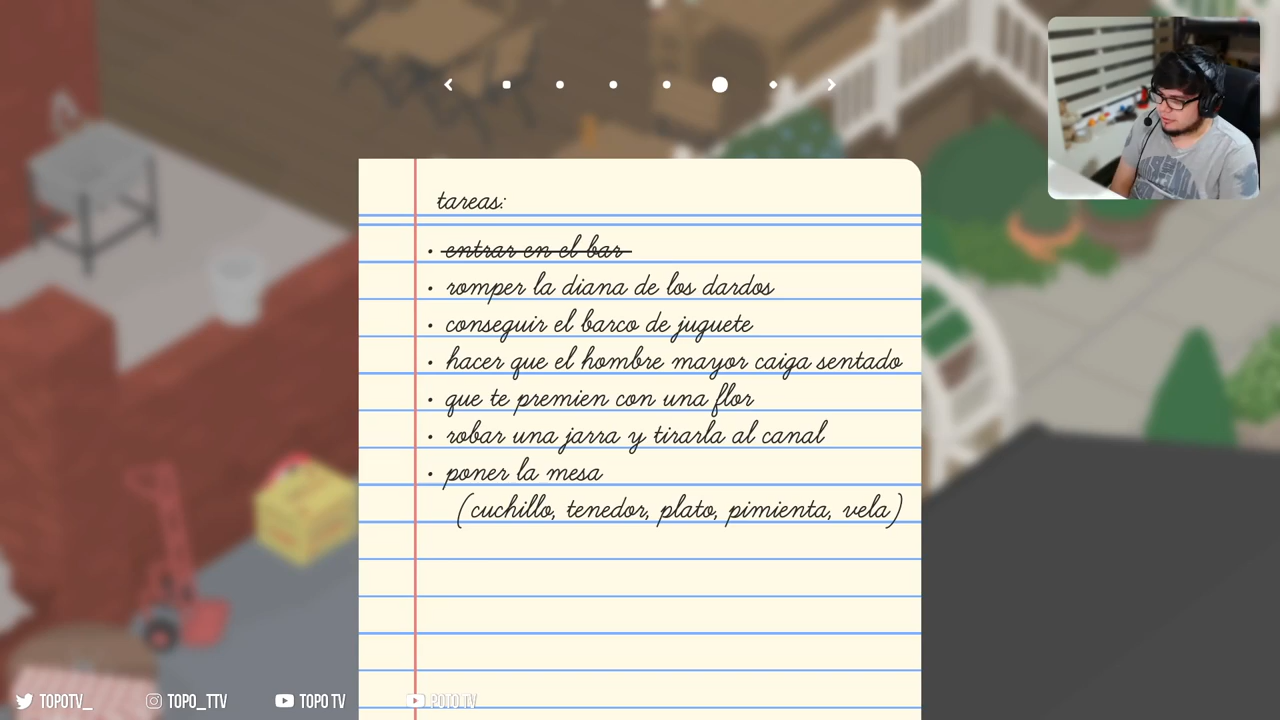 tareas:
• entrar en el bar
• romper la diana de los dardos
• conseguir el barco de juguete
• hacer que el hombre mayor caiga sentado
• que te premien con una flor
• robar una jarra y tirarla al canal
• poner la mesa
(cuchillo, tenedor, plato, pimienta, vela)
TOPOTV_ TOPO_TTV TOPO TV POTO TV